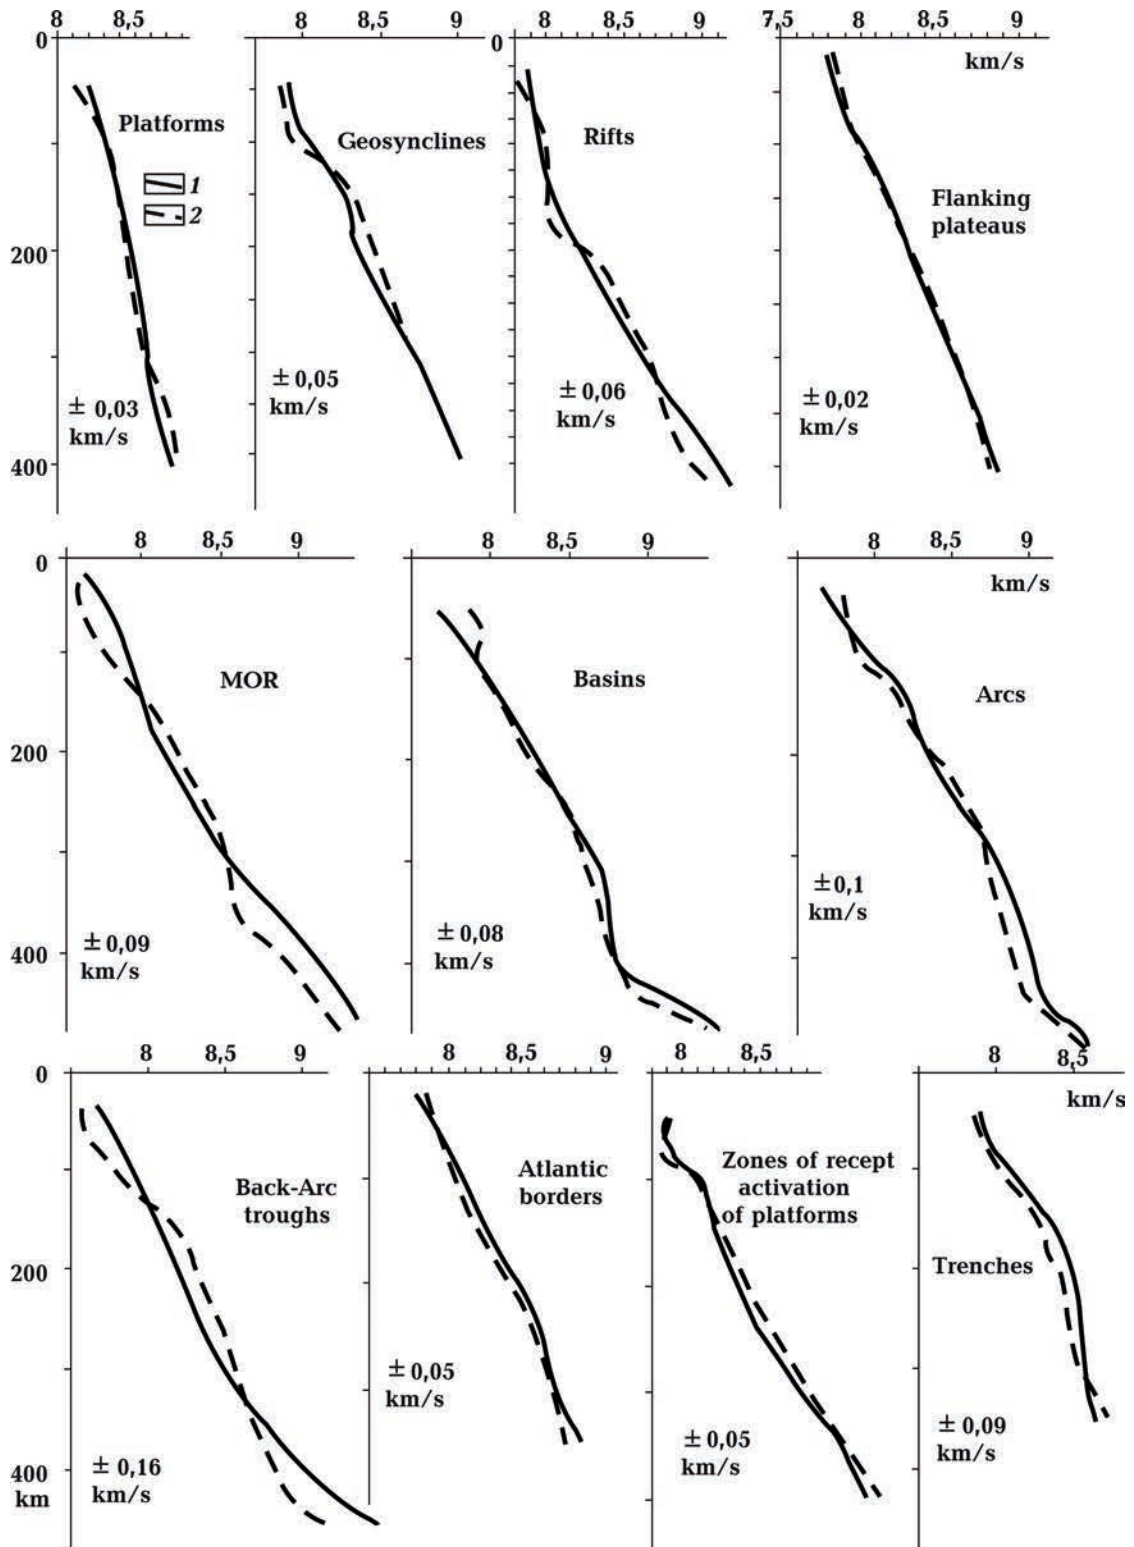 8 8,5
8 8,5 9
8 8,5 9
7,5 8 8,5 9
0
0
km/s
Platforms
1
2
Geosynclines
Rifts
Flanking
plateaus
200
± 0,03
km/s
± 0,05
km/s
± 0,06
km/s
± 0,02
km/s
400
8 8,5 9
8 8,5 9
8 8,5 9
0
km/s
MOR
Basins
Arcs
200
± 0,09
km/s
± 0,08
km/s
± 0,1
km/s
400
8 8,5 9
8 8,5 9
8 8,5
8 8,5
0
km/s
Back-Arc
troughs
Atlantic
borders
Zones of recept
activation
of platforms
Trenches
200
± 0,16
km/s
± 0,05
km/s
± 0,05
km/s
± 0,09
km/s
400
km